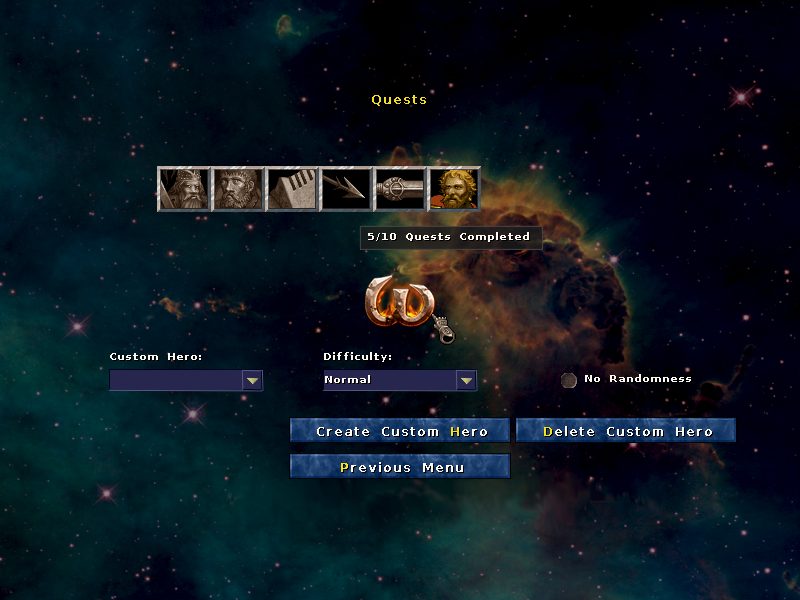 Quests
5/10 Quests Completed
Custom Hero:
Difficulty:
Normal
No Randomness
Create Custom Hero
Delete Custom Hero
Previous Menu